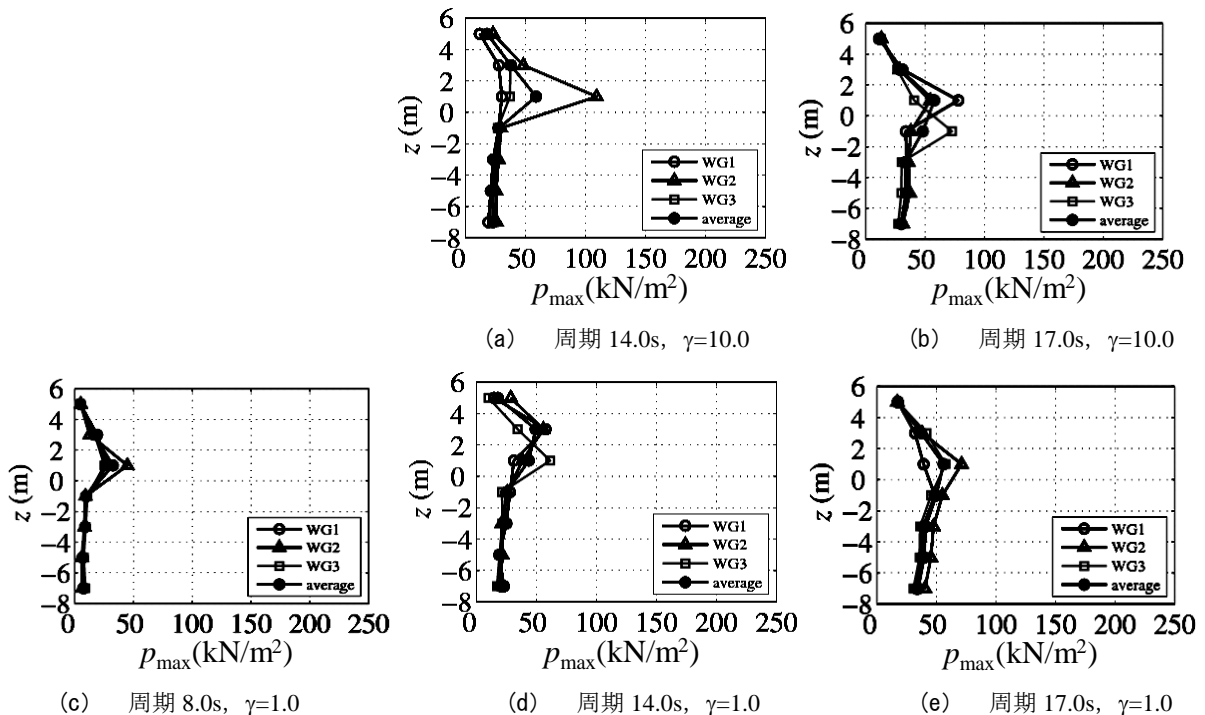 6
4
2
0
−2
−4
−6
−8
z (m)
WG1
WG2
WG3
average
0 50 100 150 200 250
pmax(kN/m²)
(a) 周期 14.0s, γ=10.0
6
4
2
0
−2
−4
−6
−8
z (m)
WG1
WG2
WG3
average
0 50 100 150 200 250
pmax(kN/m²)
(b) 周期 17.0s, γ=10.0
6
4
2
0
−2
−4
−6
−8
z (m)
WG1
WG2
WG3
average
0 50 100 150 200 250
pmax(kN/m²)
(c) 周期 8.0s, γ=1.0
6
4
2
0
−2
−4
−6
−8
z (m)
WG1
WG2
WG3
average
0 50 100 150 200 250
pmax(kN/m²)
(d) 周期 14.0s, γ=1.0
6
4
2
0
−2
−4
−6
−8
z (m)
WG1
WG2
WG3
average
0 50 100 150 200 250
pmax(kN/m²)
(e) 周期 17.0s, γ=1.0